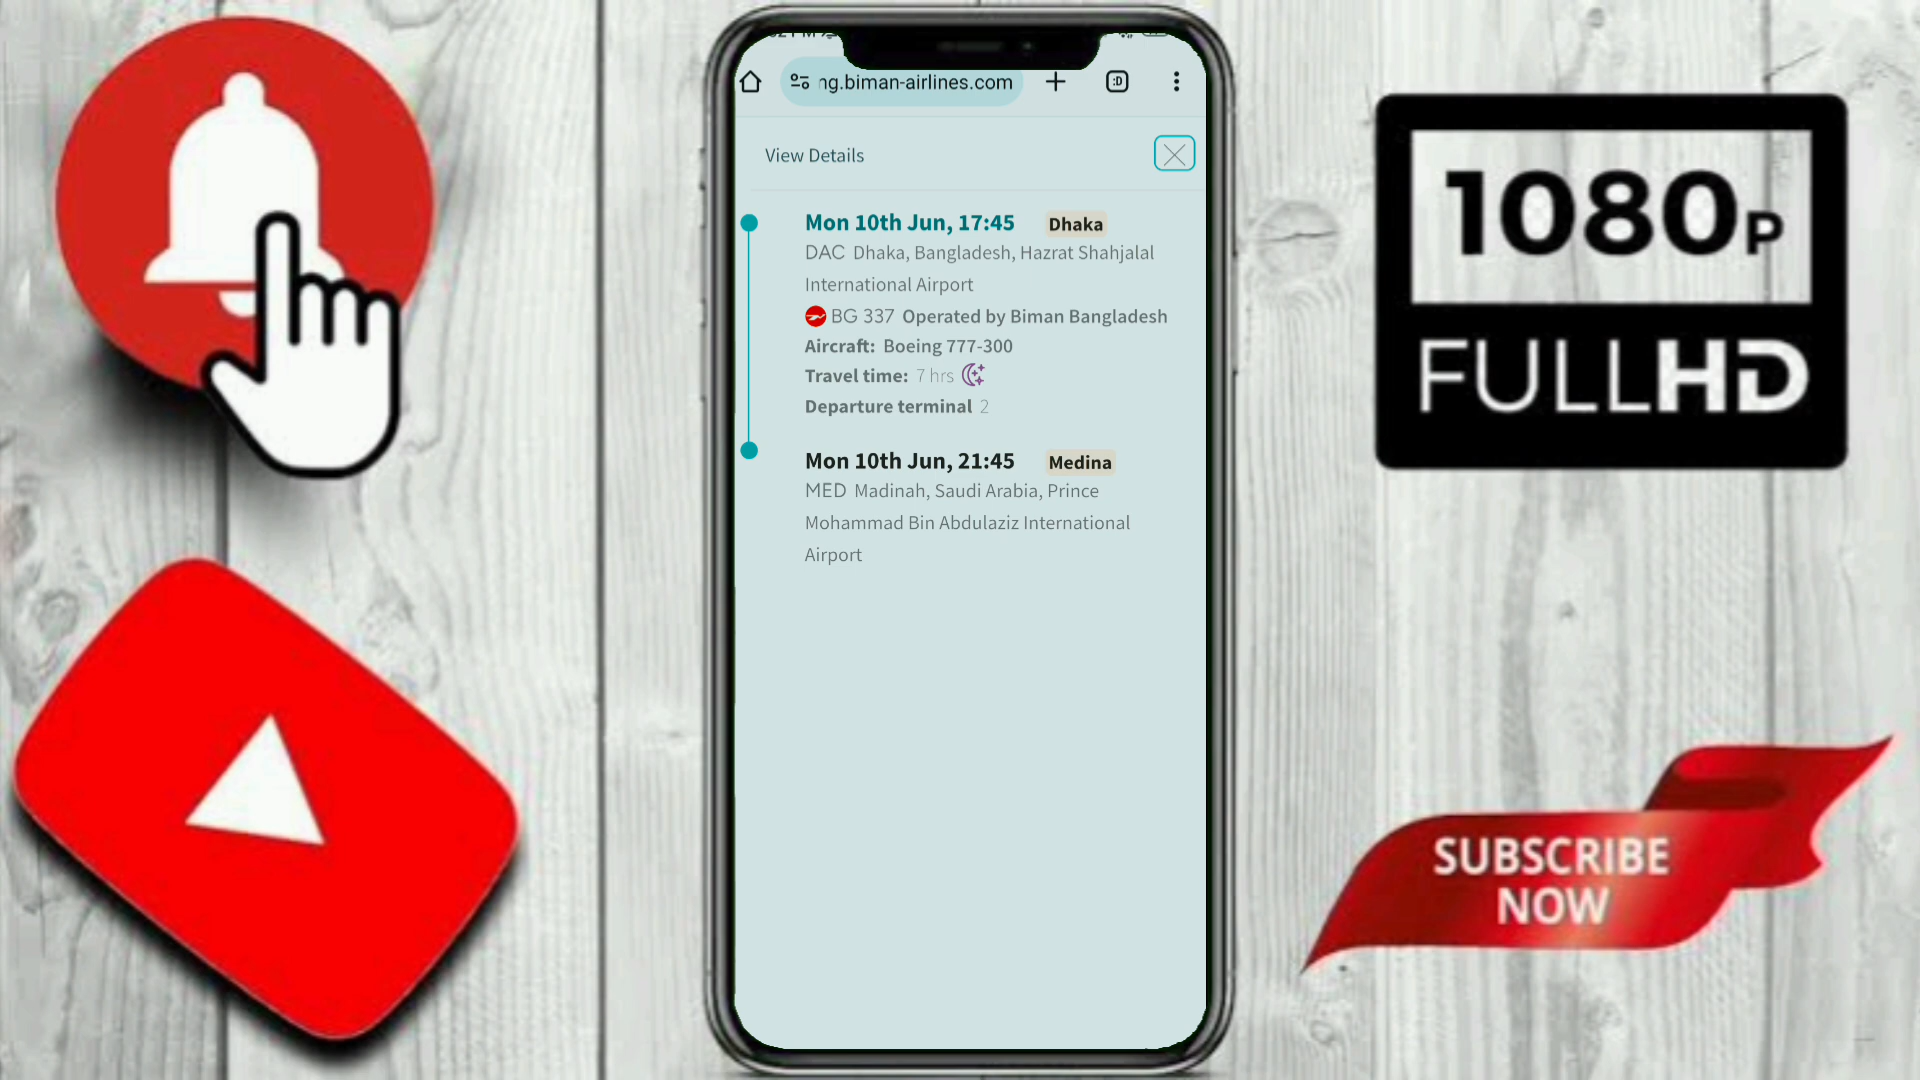 ng.biman-airlines.com
:D
View Details
Mon 10th Jun, 17:45 Dhaka
DAC Dhaka, Bangladesh, Hazrat Shahjalal
International Airport
BG 337 Operated by Biman Bangladesh
Aircraft: Boeing 777-300
Travel time: 7 hrs
Departure terminal 2
Mon 10th Jun, 21:45 Medina
MED Madinah, Saudi Arabia, Prince
Mohammad Bin Abdulaziz International
Airport
1080P
FULLHD
SUBSCRIBE
NOW